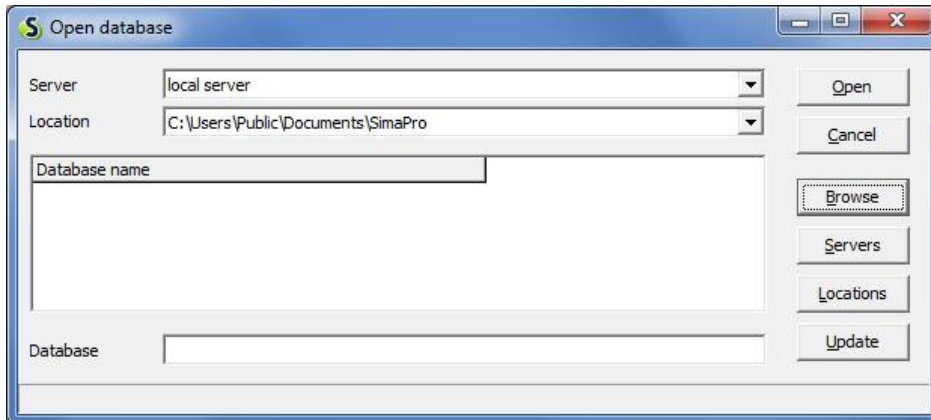 Open database
Server
local server
Open
Location
C:\Users\Public\Documents\SimaPro
Cancel
Database name
Browse
Servers
Locations
Database
Update